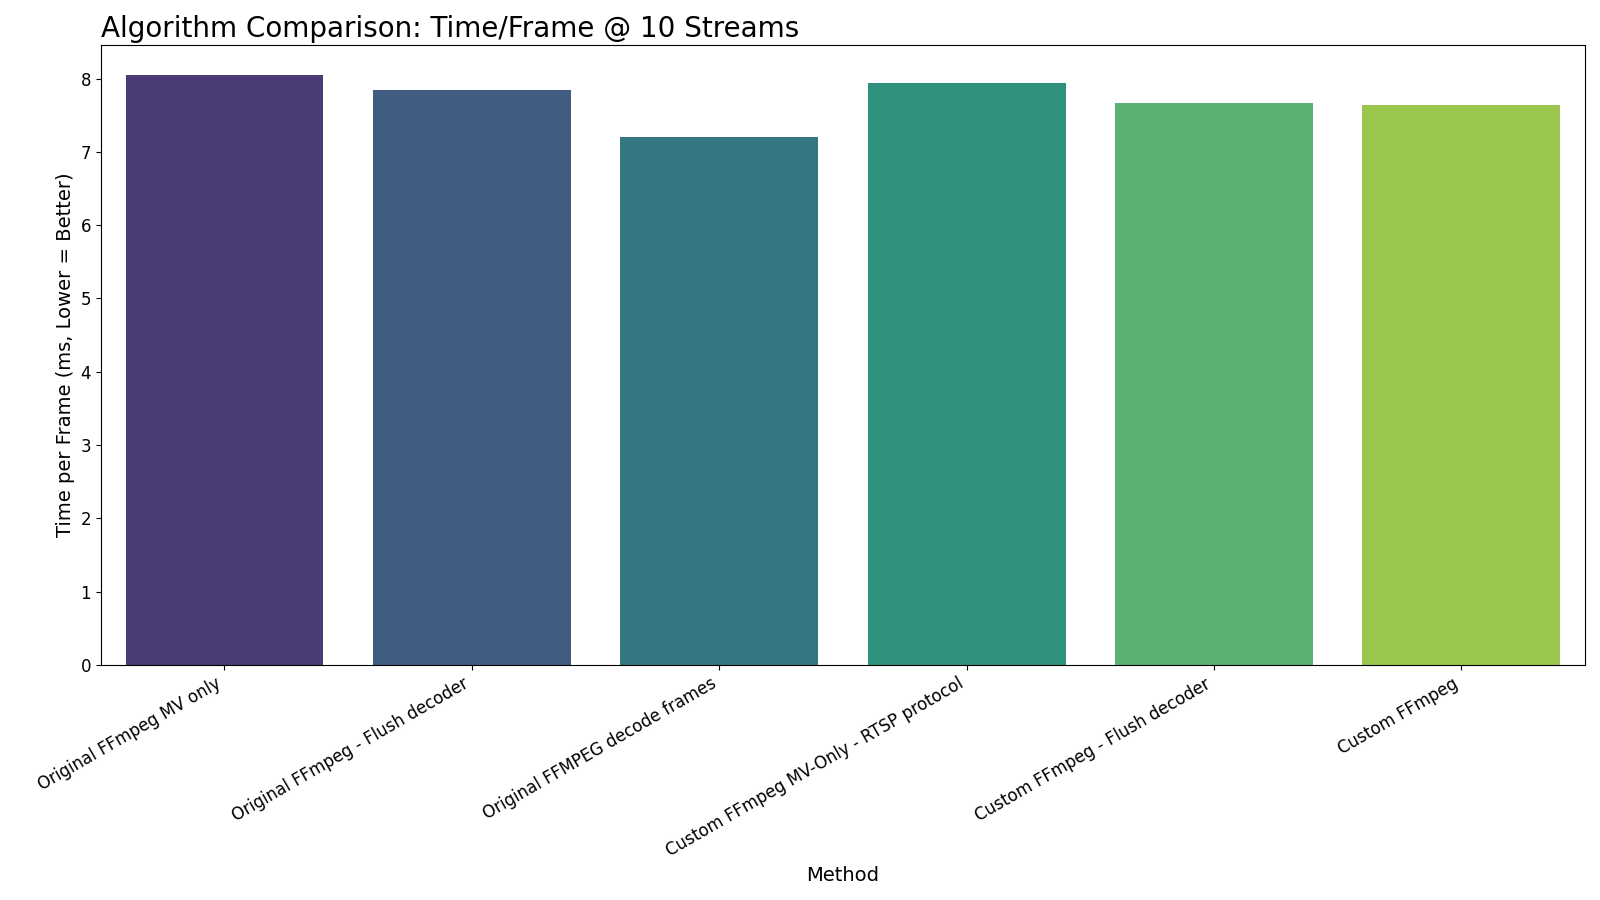 Algorithm Comparison: Time/Frame @ 10 Streams
Time per Frame (ms, Lower = Better)
8
7
6
5
4
3
2
1
0
Original FFmpeg MV only
Original FFmpeg - Flush decoder
Original FFMPEG decode frames
Custom FFmpeg MV-Only - RTSP protocol
Custom FFmpeg - Flush decoder
Custom FFmpeg
Method